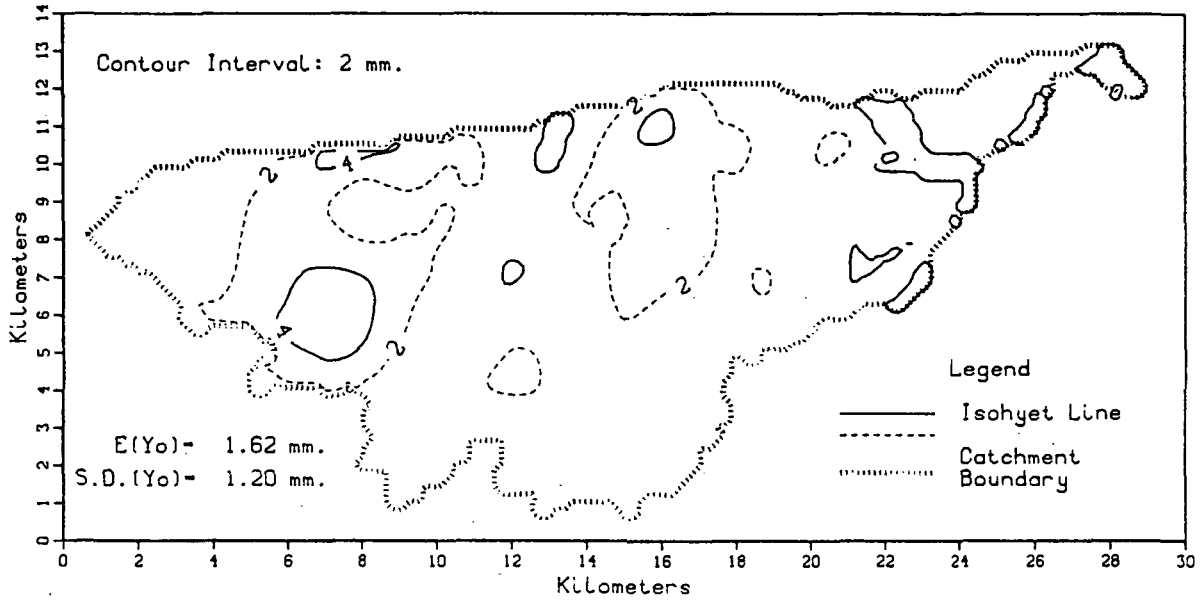 Contour Interval: 2 mm.
2
2
4
4
2
2
0
Legend
Isohyet Line
Catchment
Boundary
E(Yo)= 1.62 mm.
S.D.(Yo)= 1.20 mm.
Kilometers
14
13
12
11
10
9
8
7
6
5
4
3
2
1
0
0 2 4 6 8 10 12 14 16 18 20 22 24 26 28 30
Kilometers